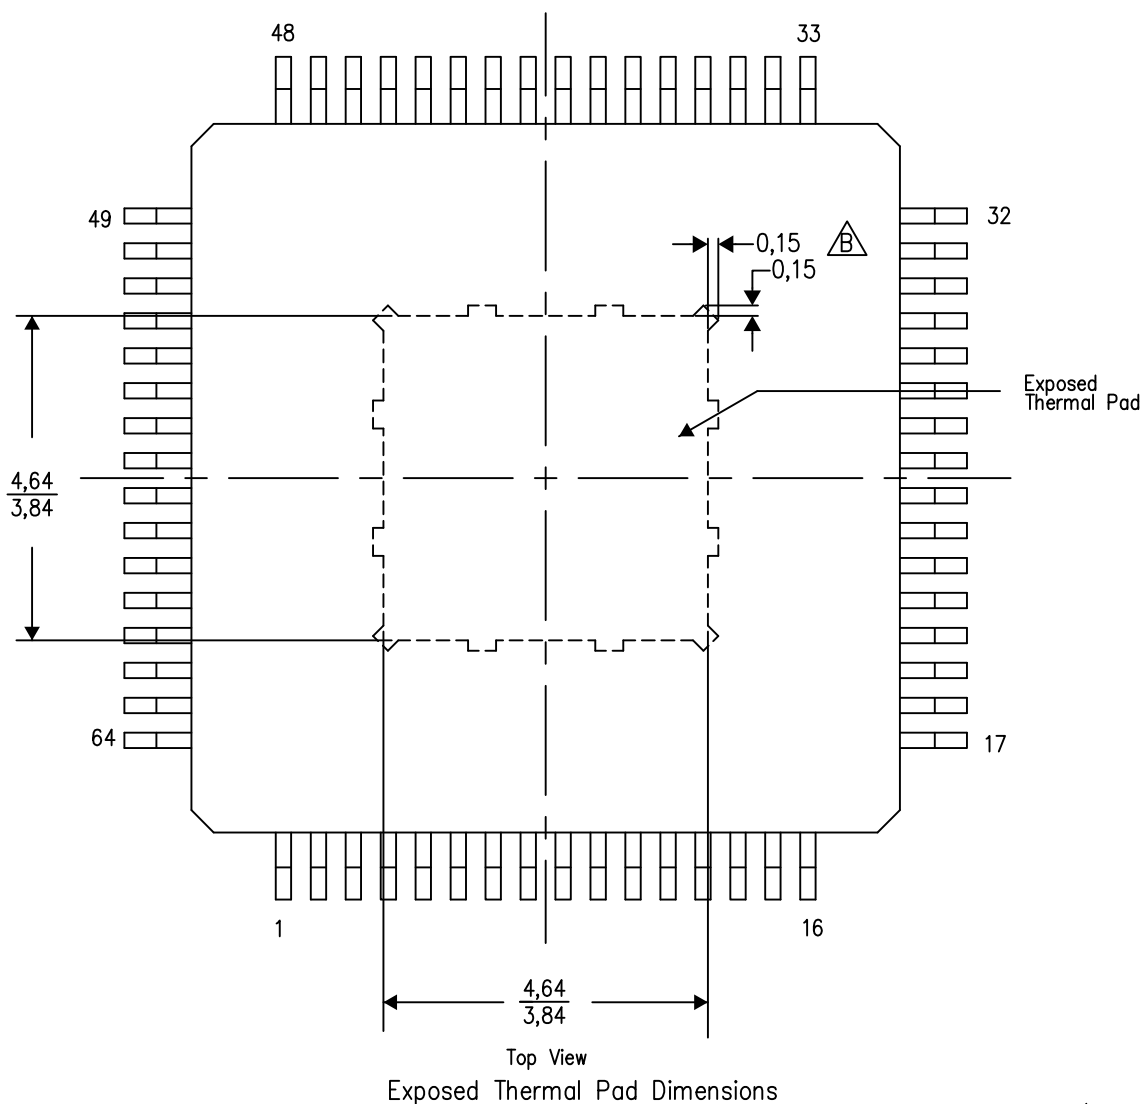 48
33
49
32
0,15
B
0,15
Exposed
Thermal Pad
4,64
3,84
64
17
1
16
4,64
3,84
Top View
Exposed Thermal Pad Dimensions